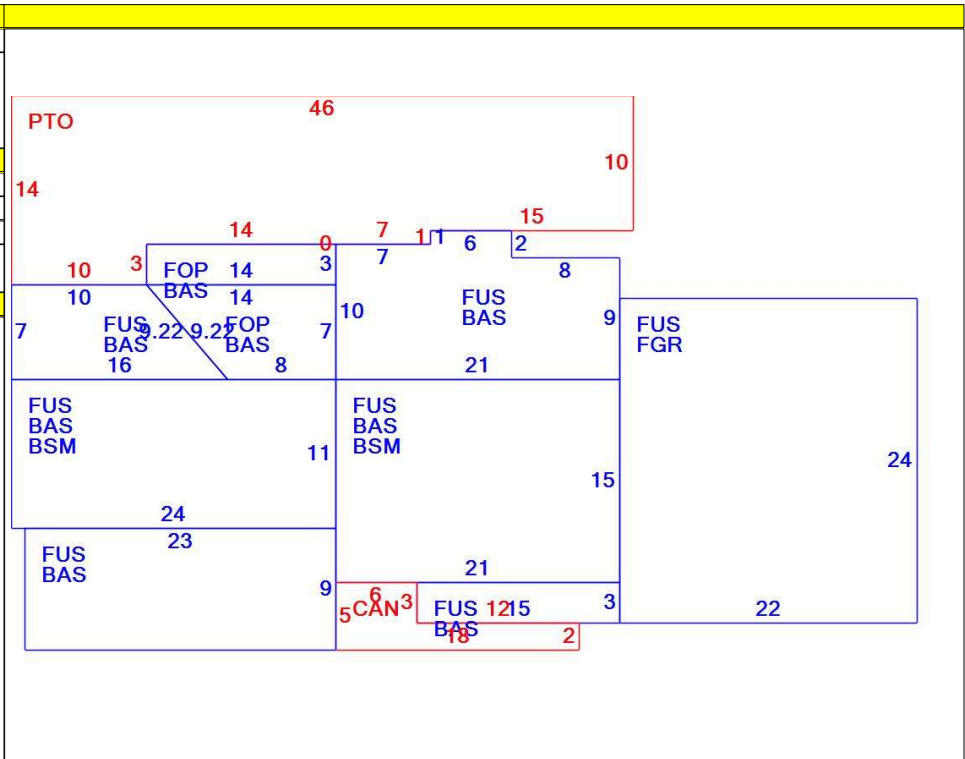 46
PTO
10
14
15
14 0 7 1 1 6 2
7
10 3 FOP 14 3 8
BAS
10 14
7 FUS 9.22 9.22 FOP 7 10 FUS 9 FUS
BAS BAS BAS FGR
16 8 21
FUS FUS
BAS BAS
BSM 11 BSM 24
15
24
23
FUS 21
BAS 9 6
5 CAN 3 FUS 12 15 3 22
BAS
18 2